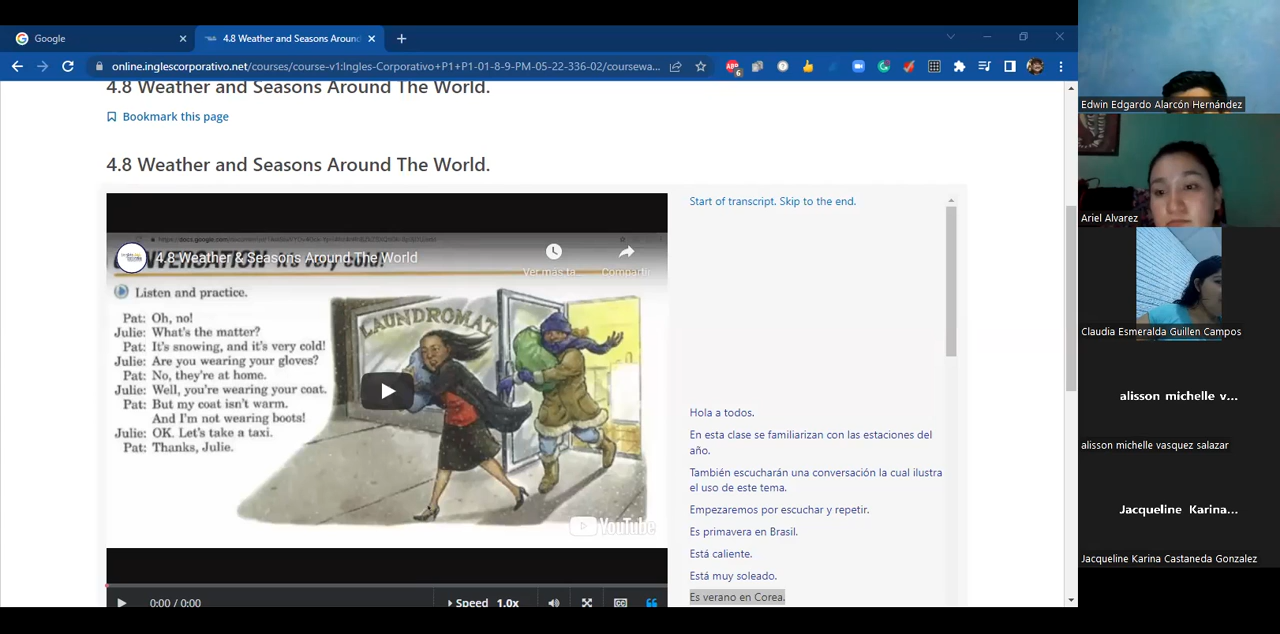 Google
4.8 Weather and Seasons Aroun
online.inglescorporativo.net/courses/course-v1:Ingles-Corporativo+P1+P1-01-8-9-PM-05-22-336-02/coursewa...
4.8 Weather and Seasons Around The World.
Bookmark this page
4.8 Weather and Seasons Around The World.
4.8 Weather & Seasons Around The World
Ver más ta
Compartir
Listen and practice.
Pat: Oh, no!
Julie: What's the matter?
Pat: It's snowing, and it's very cold!
Julie: Are you wearing your gloves?
Pat: No, they're at home.
Julie: Well, you're wearing your coat.
Pat: But my coat isn't warm.
And I'm not wearing boots!
Julie: OK. Let's take a taxi.
Pat: Thanks, Julie.
LAUNDROMAT
YouTube
0:00 / 0:00
Speed 1.0x
Start of transcript. Skip to the end.
Hola a todos.
En esta clase se familiarizan con las estaciones del
año.
También escucharán una conversación la cual ilustra
el uso de este tema.
Empezaremos por escuchar y repetir.
Es primavera en Brasil.
Está caliente.
Está muy soleado.
Es verano en Corea.
Edwin Edgardo Alarcón Hernández
Ariel Alvarez
Claudia Esmeralda Guillen Campos
alisson michelle v...
alisson michelle vasquez salazar
Jacqueline Karina...
Jacqueline Karina Castaneda Gonzalez